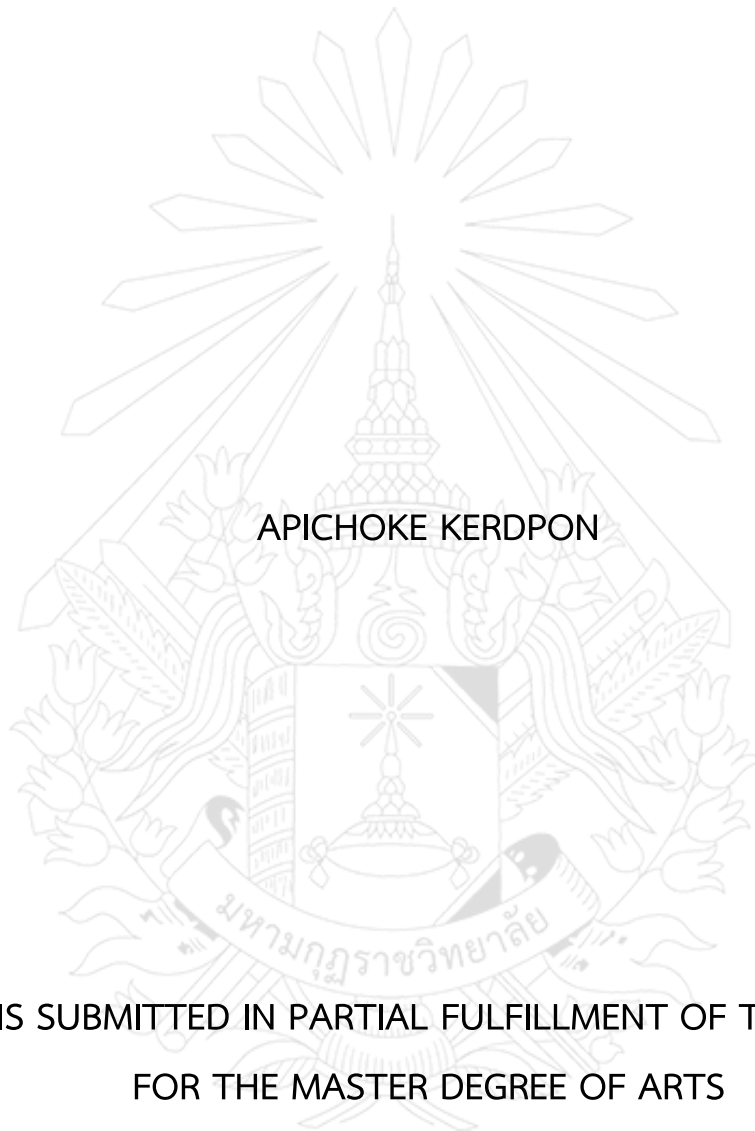 APICHOKE KERDPON
มหามกุฏราชวิทยาลัย
IS SUBMITTED IN PARTIAL FULFILLMENT OF T
FOR THE MASTER DEGREE OF ARTS